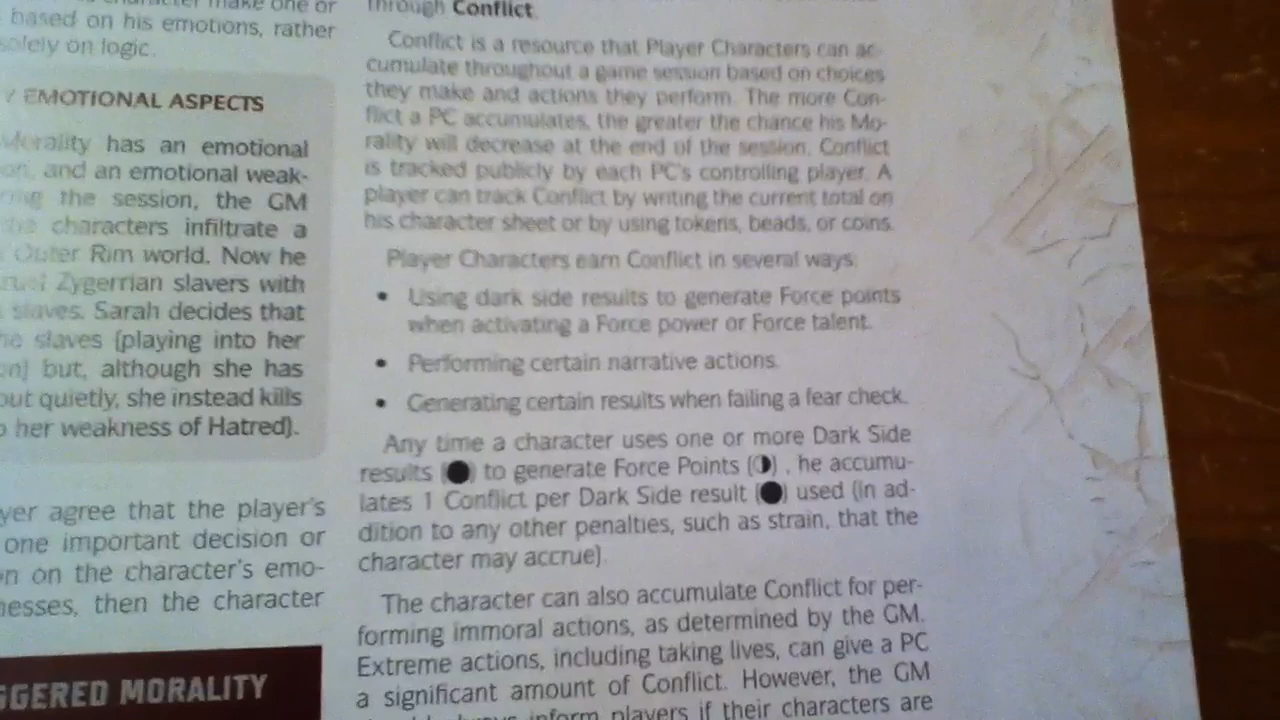 make one or
based on his emotions, rather
solely on logic.
EMOTIONAL ASPECTS
Morality has an emotional
and an emotional weak-
the session, the GM
characters infiltrate a
Outer Rim world. Now he
Zygerrian slavers with
slaves. Sarah decides that
slaves (playing into her
but, although she has
out quietly, she instead kills
her weakness of Hatred).
agree that the player's
one important decision or
on the character's emo-
then the character
MORALITY
through Conflict.
Conflict is a resource that Player Characters can ac-
cumulate throughout a game session based on choices
they make and actions they perform. The more Con-
flict a PC accumulates, the greater the chance his Mo-
rality will decrease at the end of the session. Conflict
is tracked publicly by each PC's controlling player. A
player can track Conflict by writing the current total on
his character sheet or by using tokens, beads, or coins.
Player Characters earn Conflict in several ways:
• Using dark side results to generate Force points
when activating a Force power or Force talent.
• Performing certain narrative actions.
• Generating certain results when failing a fear check.
Any time a character uses one or more Dark Side
results (●) to generate Force Points (◑), he accumu-
lates 1 Conflict per Dark Side result (●) used (in ad-
dition to any other penalties, such as strain, that the
character may accrue).
The character can also accumulate Conflict for per-
forming immoral actions, as determined by the GM.
Extreme actions, including taking lives, can give a PC
a significant amount of Conflict. However, the GM
inform players if their characters are